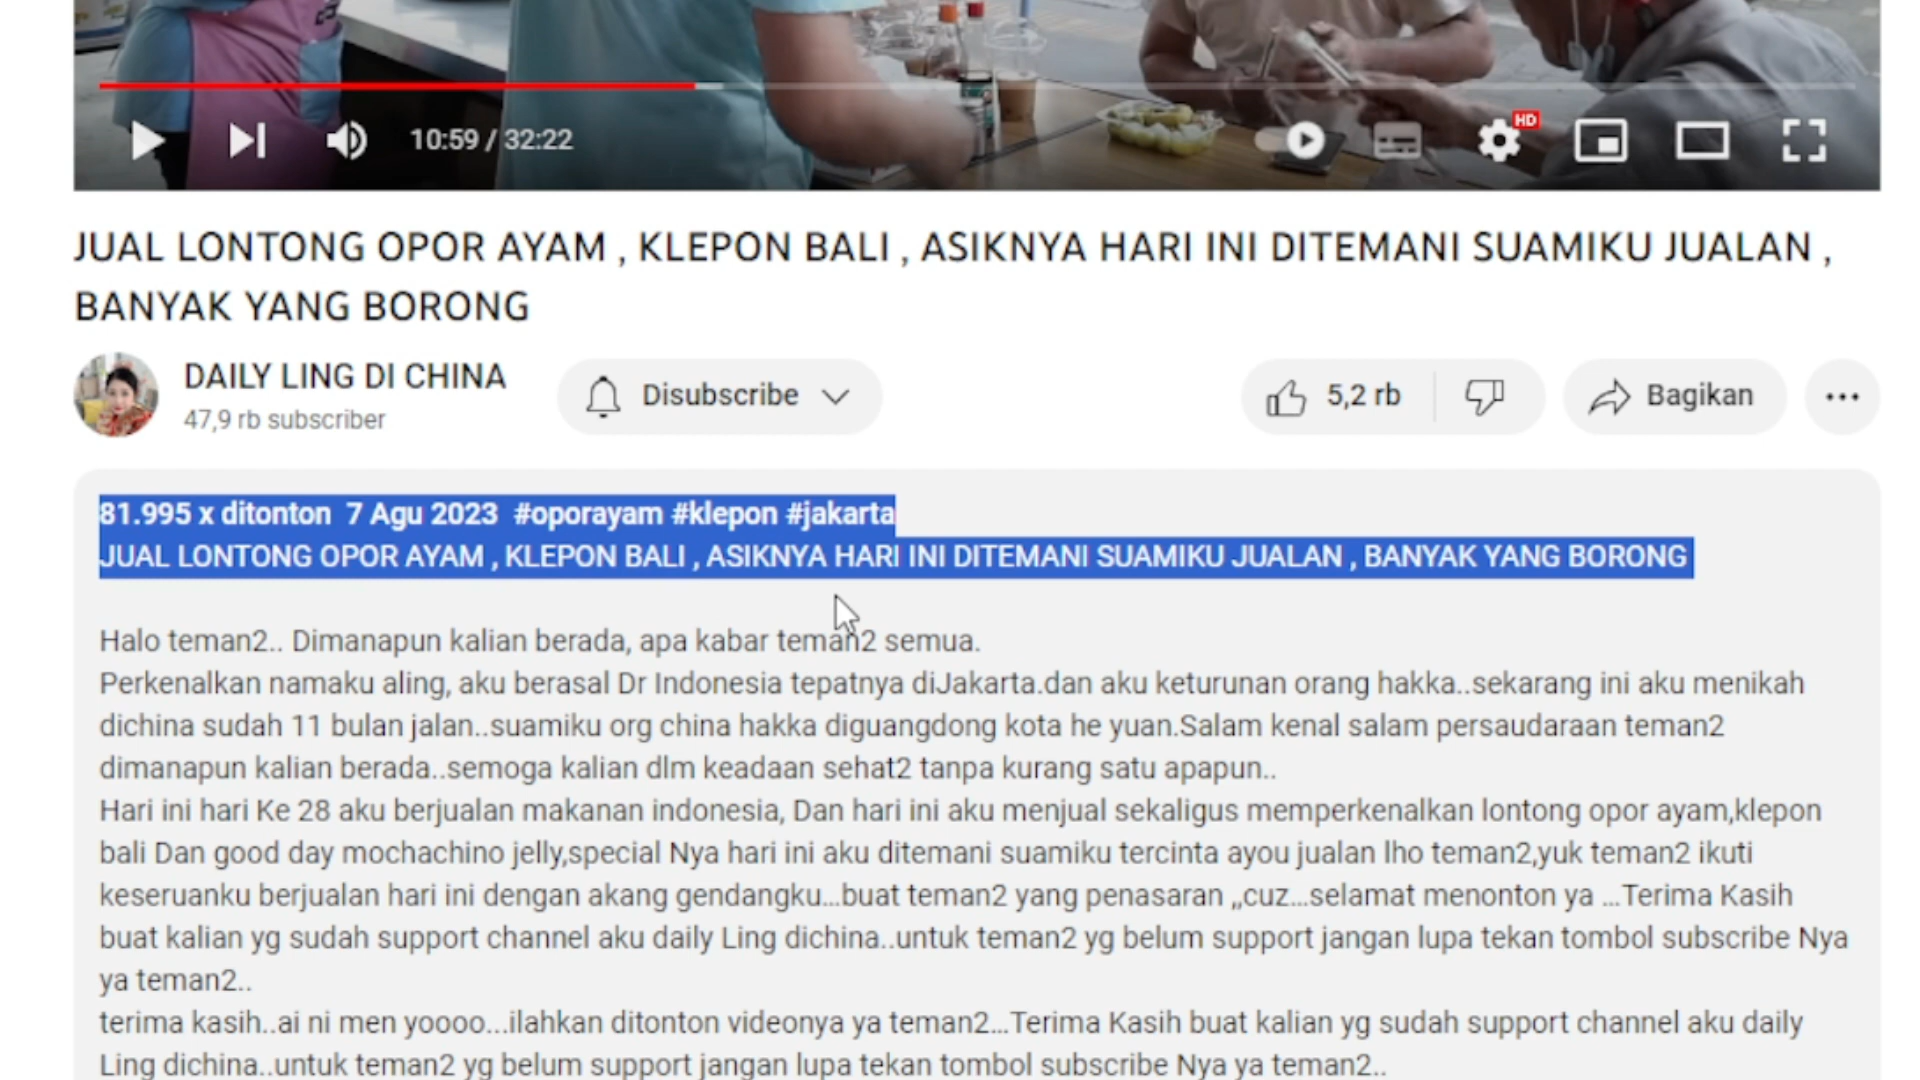 10:59 / 32:22
HD
JUAL LONTONG OPOR AYAM , KLEPON BALI , ASIKNYA HARI INI DITEMANI SUAMIKU JUALAN ,
BANYAK YANG BORONG
DAILY LING DI CHINA
47,9 rb subscriber
Disubscribe
5,2 rb
Bagikan
81.995 x ditonton 7 Agu 2023 #oporayam #klepon #jakarta
JUAL LONTONG OPOR AYAM , KLEPON BALI , ASIKNYA HARI INI DITEMANI SUAMIKU JUALAN , BANYAK YANG BORONG
Halo teman2.. Dimanapun kalian berada, apa kabar teman2 semua.
Perkenalkan namaku aling, aku berasal Dr Indonesia tepatnya diJakarta.dan aku keturunan orang hakka..sekarang ini aku menikah
dichina sudah 11 bulan jalan..suamiku org china hakka diguangdong kota he yuan.Salam kenal salam persaudaraan teman2
dimanapun kalian berada..semoga kalian dlm keadaan sehat2 tanpa kurang satu apapun..
Hari ini hari Ke 28 aku berjualan makanan indonesia, Dan hari ini aku menjual sekaligus memperkenalkan lontong opor ayam,klepon
bali Dan good day mochachino jelly,special Nya hari ini aku ditemani suamiku tercinta ayou jualan lho teman2,yuk teman2 ikuti
keseruanku berjualan hari ini dengan akang gendangku...buat teman2 yang penasaran ,,cuz...selamat menonton ya ...Terima Kasih
buat kalian yg sudah support channel aku daily Ling dichina..untuk teman2 yg belum support jangan lupa tekan tombol subscribe Nya
ya teman2..
terima kasih..ai ni men yoooo...ilahkan ditonton videonya ya teman2...Terima Kasih buat kalian yg sudah support channel aku daily
Ling dichina..untuk teman2 yg belum support jangan lupa tekan tombol subscribe Nya ya teman2..